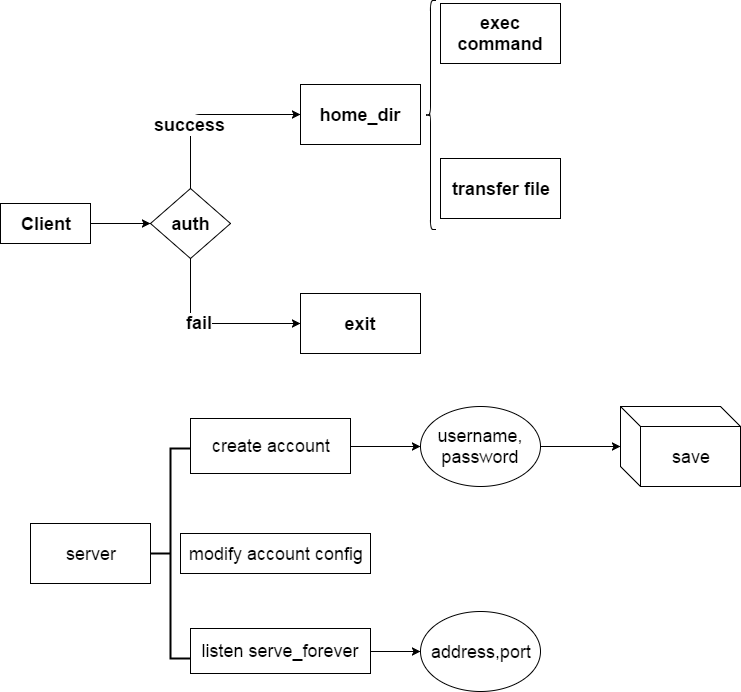 exec
command
success
home_dir
transfer file
Client
auth
fail
exit
create account
username,
password
save
server
modify account config
listen serve_forever
address,port